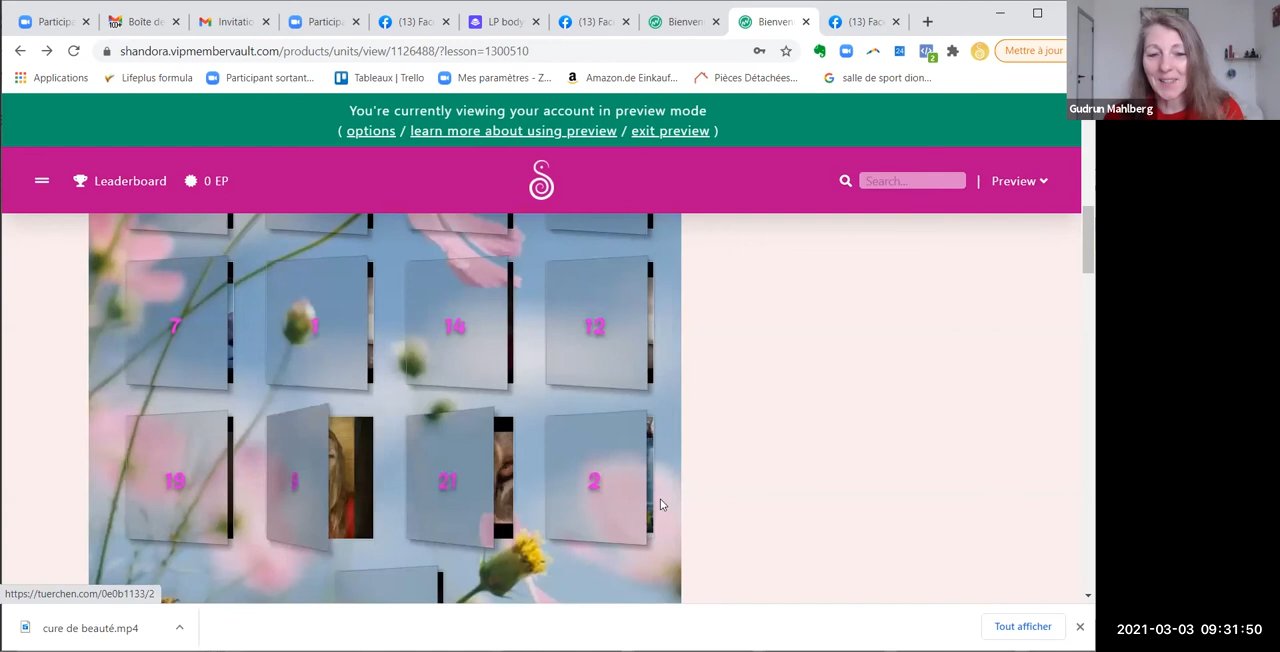 Participa
Boîte de
Invitatio
Participa
(13) Fac
LP body
(13) Fac
Bienven
Bienven
(13) Fac
shandora.vipmembervault.com/products/units/view/1126488/?lesson=1300510
Mettre à jour
Applications
Lifeplus formula
Participant sortant...
Tableaux | Trello
Mes paramètres - Z...
Amazon.de Einkauf...
Pièces Détachées...
salle de sport dion...
Gudrun Mahlberg
You're currently viewing your account in preview mode
( options / learn more about using preview / exit preview )
Leaderboard
0 EP
Search...
|
Preview
7
1
14
12
19
21
2
https://tuerchen.com/0e0b1133/2
cure de beauté.mp4
Tout afficher
2021-03-03 09:31:50